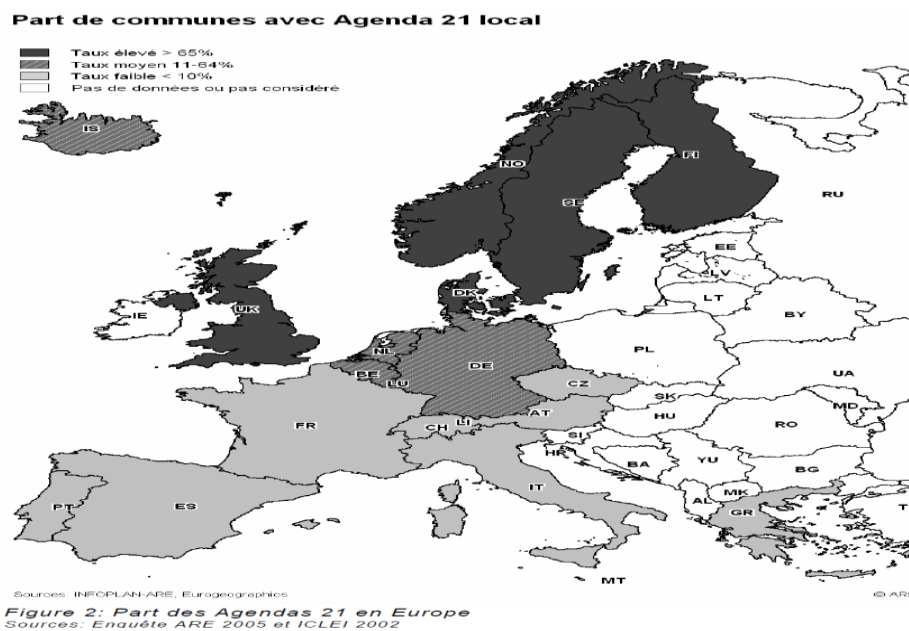 Part de communes avec Agenda 21 local
Taux élevé > 65%
Taux moyen 11-64%
Taux faible < 10%
Pas de données ou pas considéré
IS
NO
FI
SE
RU
EE
LV
DK
LT
IE
UK
BY
NL
PL
BE
DE
LU
UA
CZ
SK
FR
AT
MD
LI
HU
CH
RO
SI
HR
BA
YU
BG
IT
AL
MK
PT
ES
GR
T
MT
Sources: INFOPLAN-ARE, Eurogeographics
© AR
Figure 2: Part des Agendas 21 en Europe
Sources: Enquête ARE 2005 et ICLEI 2002